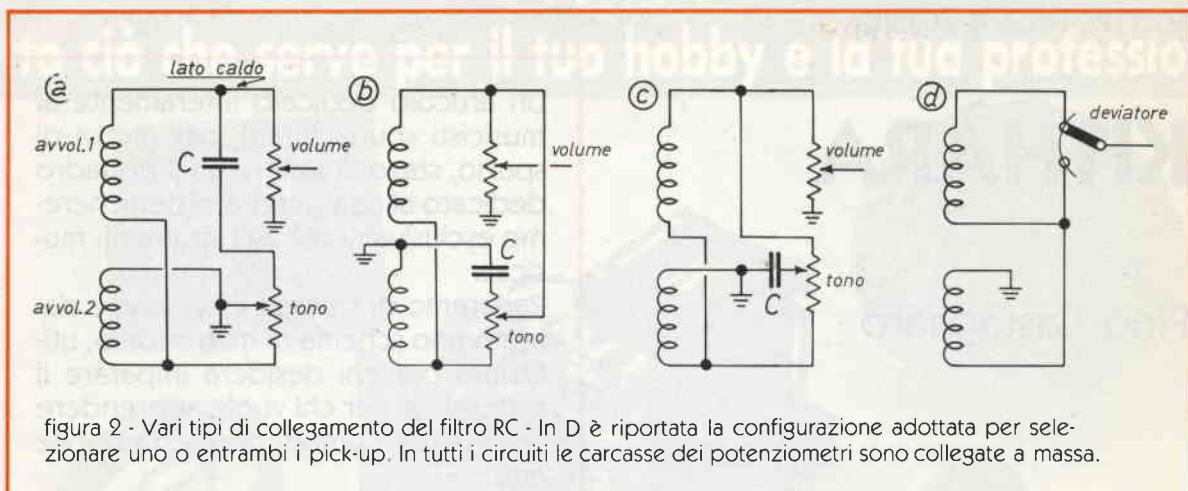 to ciò che serve per il tuo hobby e la tua professio
a
lato caldo
avvol.1
C
volume
avvol.2
tono
b
volume
C
tono
c
volume
C
tono
d
deviatore
figura 2 - Vari tipi di collegamento del filtro RC - In D è riportata la configurazione adottata per sele-
zionare uno o entrambi i pick-up. In tutti i circuiti le carcasse dei potenziometri sono collegate a massa.